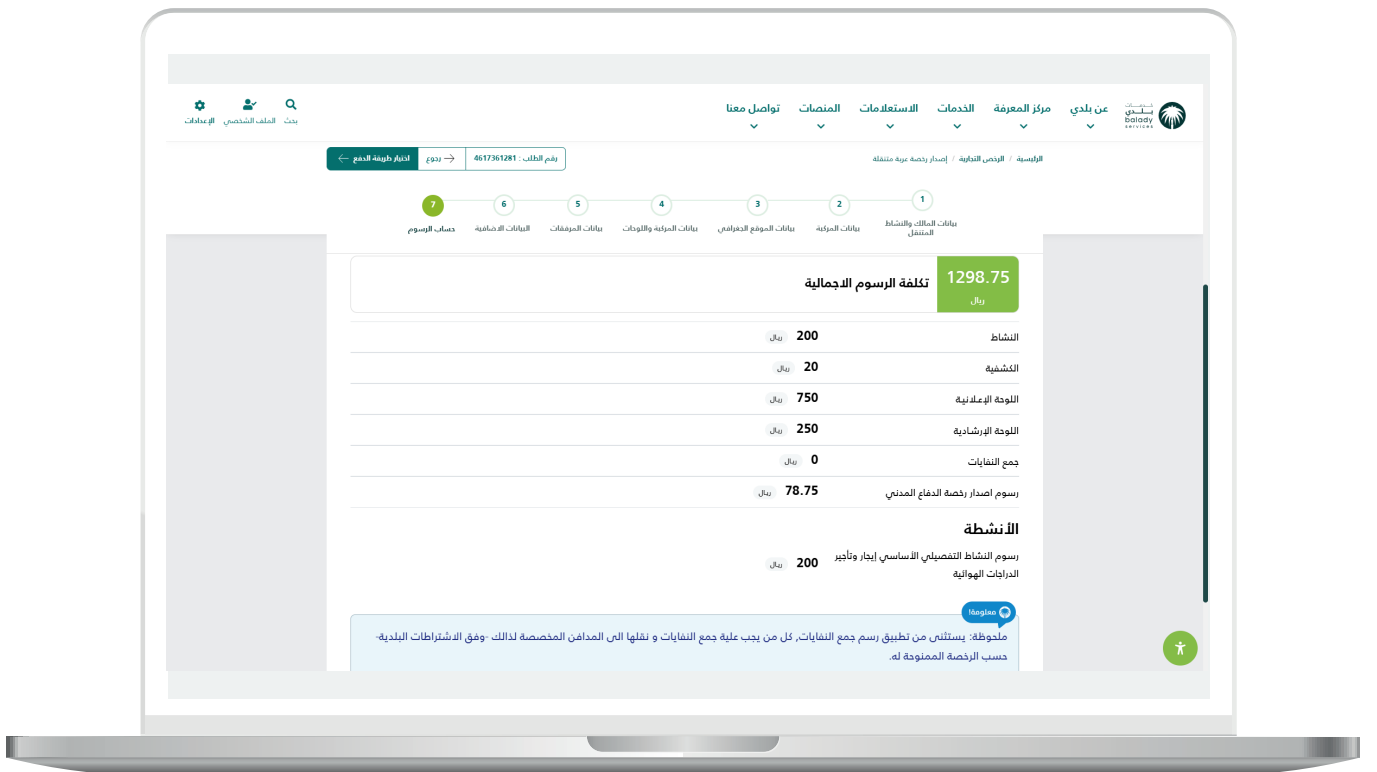 خدمــــات
بـــلـــدي
balady
services
عن بلدي
مركز المعرفة
الخدمات
الاستعلامات
المنصات
تواصل معنا
بحث
الملف الشخصي
الإعدادات
الرئيسية / الرخص التجارية / إصدار رخصة عربة متنقلة
رقم الطلب : 4617361281
رجوع
اختيار طريقة الدفع
1
2
3
4
5
6
7
بيانات المالك والنشاط
المتنقل
بيانات المركبة
بيانات الموقع الجغرافي
بيانات المركبة واللوحات
بيانات المرفقات
البيانات الاضافية
حساب الرسوم
1298.75
ريال
تكلفة الرسوم الاجمالية
النشاط 200 ريال
الكشفية 20 ريال
اللوحة الإعـلانيـة 750 ريال
اللوحة الإرشـادية 250 ريال
جمع النفايات 0 ريال
رسوم اصدار رخصة الدفاع المدني 78.75 ريال
الأنشطة
رسوم النشاط التفصيلي الأساسي إيجار وتأجير
الدراجات الهوائية
200 ريال
معلومة!
ملحوظة: يستثنى من تطبيق رسم جمع النفايات, كل من يجب علية جمع النفايات و نقلها الى المدافن المخصصة لذالك -وفق الاشتراطات البلدية-
حسب الرخصة الممنوحة له.